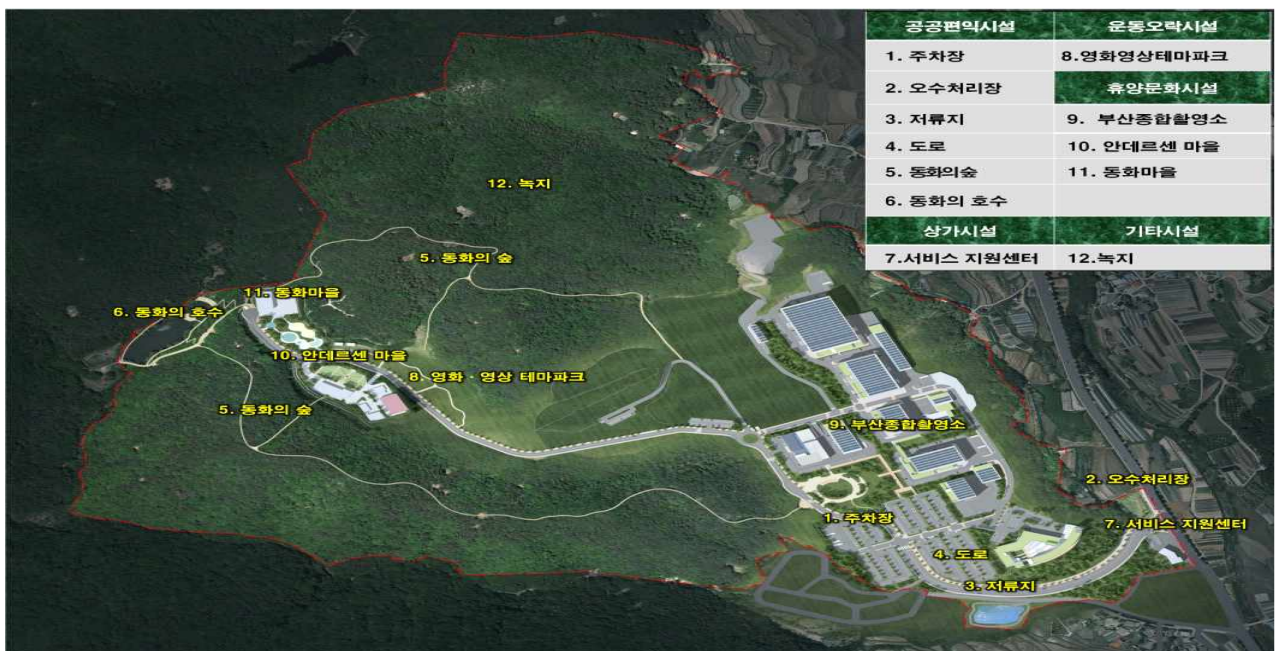 공공편익시설 운동오락시설
1. 주차장 8.영화영상테마파크
2. 오수처리장 휴양문화시설
3. 저류지 9. 부산종합촬영소
4. 도로 10. 안데르센 마을
5. 동화의숲 11. 동화마을
6. 동화의 호수
상가시설 기타시설
7.서비스 지원센터 12.녹지
12. 녹지
5. 동화의 숲
11. 동화마을
6. 동화의 호수
10. 안데르센 마을
8. 영화 · 영상 테마파크
5. 동화의 숲
9. 부산종합촬영소
2. 오수처리장
1. 주차장
7. 서비스 지원센터
4. 도로
3. 저류지